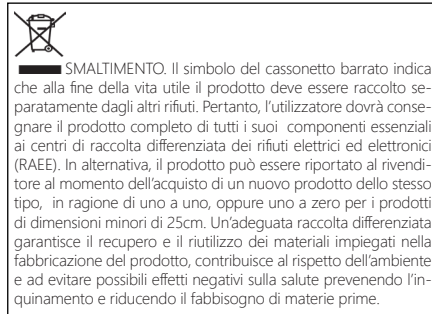 SMALTIMENTO. Il simbolo del cassonetto barrato indica
che alla fine della vita utile il prodotto deve essere raccolto se-
paratamente dagli altri rifiuti. Pertanto, l'utilizzatore dovrà conse-
gnare il prodotto completo di tutti i suoi componenti essenziali
ai centri di raccolta differenziata dei rifiuti elettrici ed elettronici
(RAEE). In alternativa, il prodotto può essere riportato al rivendi-
tore al momento dell'acquisto di un nuovo prodotto dello stesso
tipo, in ragione di uno a uno, oppure uno a zero per i prodotti
di dimensioni minori di 25cm. Un'adeguata raccolta differenziata
garantisce il recupero e il riutilizzo dei materiali impiegati nella
fabbricazione del prodotto, contribuisce al rispetto dell'ambiente
e ad evitare possibili effetti negativi sulla salute prevenendo l'in-
quinamento e riducendo il fabbisogno di materie prime.